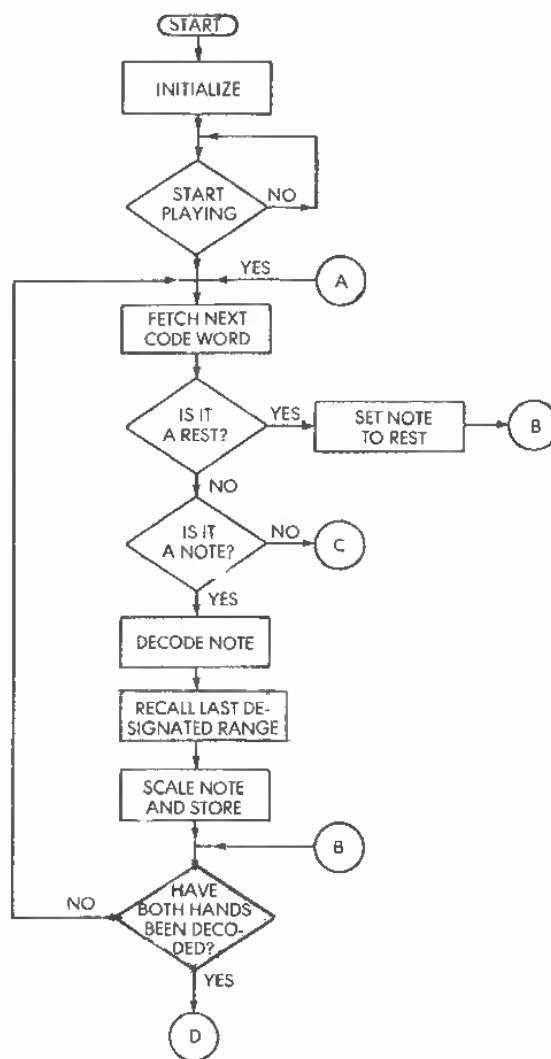 START
INITIALIZE
START
PLAYING
NO
YES
A
FETCH NEXT
CODE WORD
IS IT
A REST?
YES
SET NOTE
TO REST
B
NO
IS IT
A NOTE?
NO
C
YES
DECODE NOTE
RECALL LAST DE-
SIGNATED RANGE
SCALE NOTE
AND STORE
B
HAVE
BOTH HANDS
BEEN DECO-
DED?
NO
YES
D